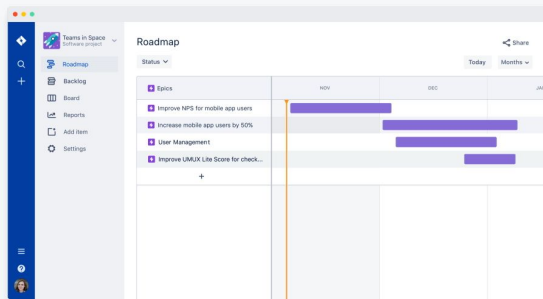 Teams in Space
Software project
Roadmap
Backlog
Board
Reports
Add item
Settings
Roadmap
Share
Status
Today
Months
Epics
NOV
DEC
JA
Improve NPS for mobile app users
Increase mobile app users by 50%
User Management
Improve UMUX Lite Score for check...